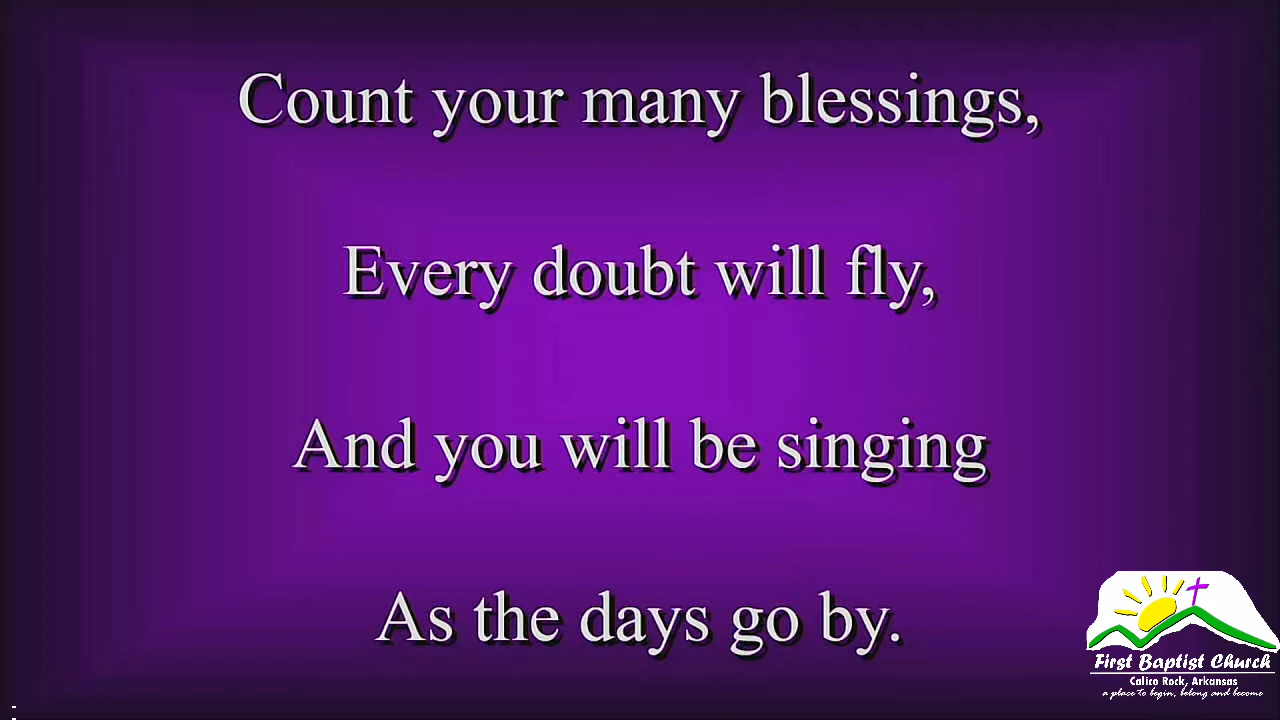 Count your many blessings,
Every doubt will fly,
And you will be singing
As the days go by.
First Baptist Church
Calico Rock, Arkansas
a place to begin, belong and become